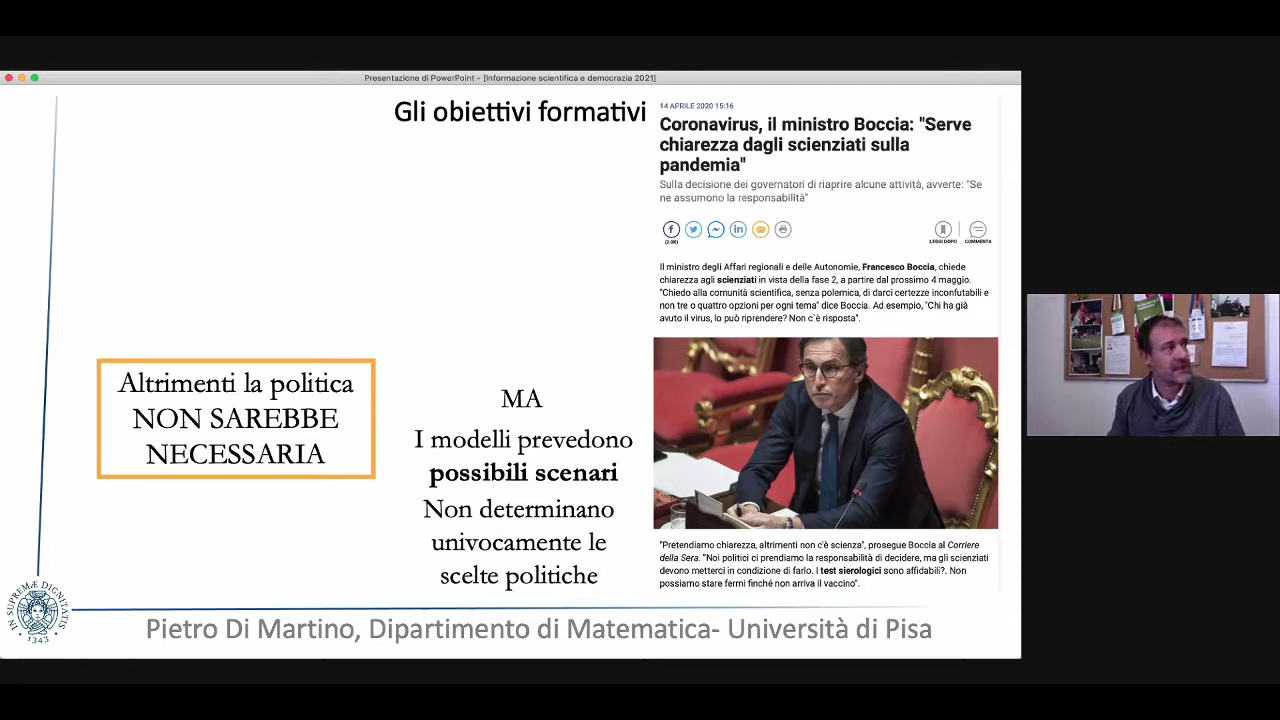 Presentazione di PowerPoint - [Informazione scientifica e democrazia 2021]
Gli obiettivi formativi
14 APRILE 2020 15:16
Coronavirus, il ministro Boccia: "Serve
chiarezza dagli scienziati sulla
pandemia"
Sulla decisione dei governatori di riaprire alcune attività, avverte: "Se
ne assumono la responsabilità"
LEGGI DOPO
COMMENTA
Il ministro degli Affari regionali e delle Autonomie, Francesco Boccia, chiede
chiarezza agli scienziati in vista della fase 2, a partire dal prossimo 4 maggio.
"Chiedo alla comunità scientifica, senza polemica, di darci certezze inconfutabili e
non tre o quattro opzioni per ogni tema" dice Boccia. Ad esempio, "Chi ha già
avuto il virus, lo può riprendere? Non c`è risposta".
Altrimenti la politica
NON SAREBBE
NECESSARIA
MA
I modelli prevedono
possibili scenari
Non determinano
univocamente le
scelte politiche
"Pretendiamo chiarezza, altrimenti non c'è scienza", prosegue Boccia al Corriere
della Sera. "Noi politici ci prendiamo la responsabilità di decidere, ma gli scienziati
devono metterci in condizione di farlo. I test sierologici sono affidabili?. Non
possiamo stare fermi finché non arriva il vaccino".
IN SUPREMÆ DIGNITATIS
1343
Pietro Di Martino, Dipartimento di Matematica- Università di Pisa